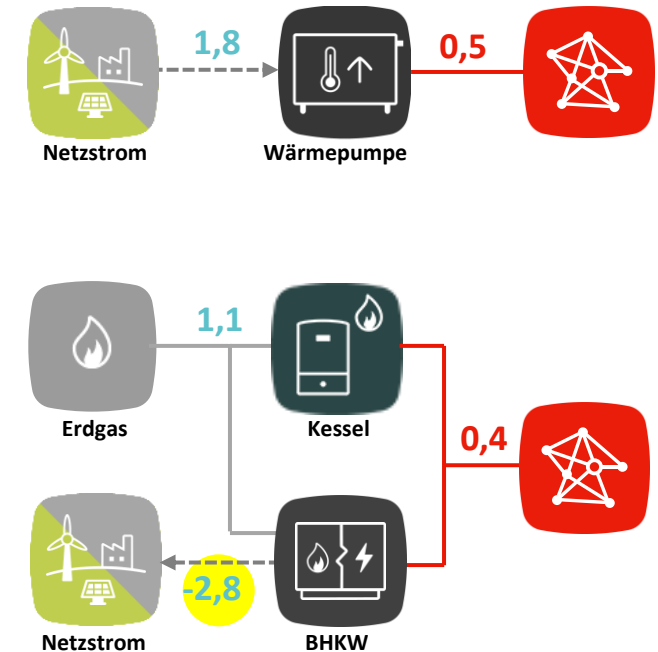 1,8
0,5
Netzstrom
Wärmepumpe
1,1
Erdgas
Kessel
0,4
-2,8
Netzstrom
BHKW